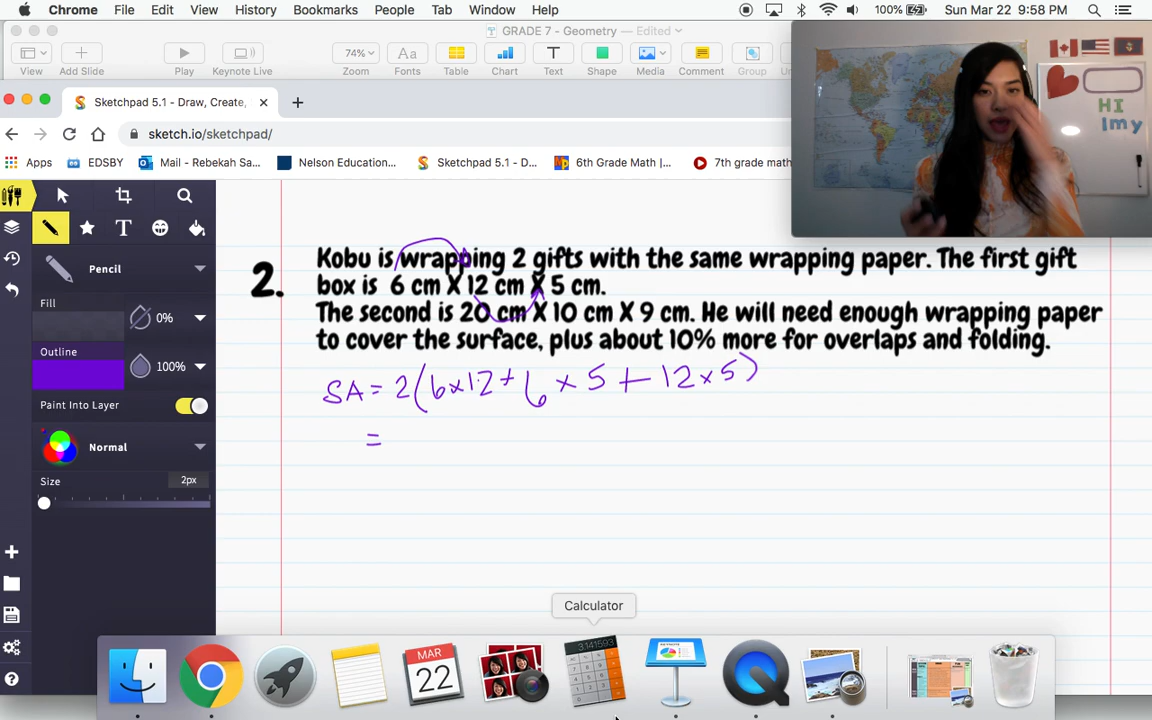 Chrome File Edit View History Bookmarks People Tab Window Help 100% Sun Mar 22 9:58 PM
GRADE 7 - Geometry — Edited
74%
View Add Slide Play Keynote Live Zoom Fonts Table Chart Text Shape Media Comment Group
Sketchpad 5.1 - Draw, Create,
sketch.io/sketchpad/
Apps EDSBY Mail - Rebekah Sa... Nelson Education... Sketchpad 5.1 - D... 6th Grade Math |... 7th grade math
HI
Imy
Pencil
Fill
0%
Outline
100%
Paint Into Layer
Normal
Size 2px
2. Kobu is wrapping 2 gifts with the same wrapping paper. The first gift
box is 6 cm X 12 cm X 5 cm.
The second is 20 cm X 10 cm X 9 cm. He will need enough wrapping paper
to cover the surface, plus about 10% more for overlaps and folding.
SA = 2(6x12+6 x 5 + 12x5)
=
Calculator
3.141593
MAR
22